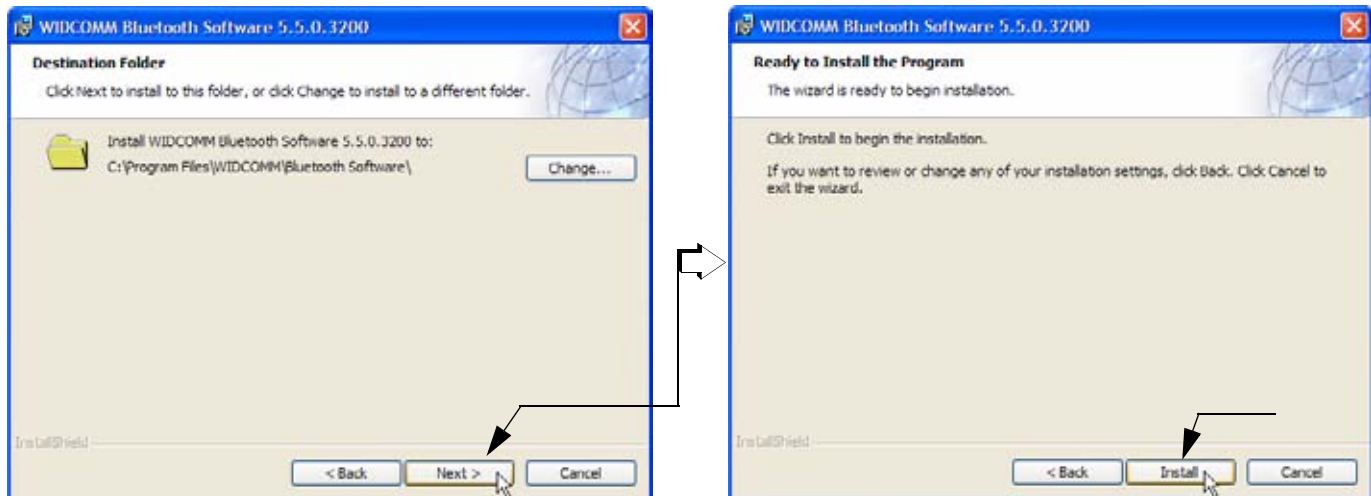 WIDCOMM Bluetooth Software 5.5.0.3200
Destination Folder
Click Next to install to this folder, or click Change to install to a different folder.
Install WIDCOMM Bluetooth Software 5.5.0.3200 to:
C:\Program Files\WIDCOMM\Bluetooth Software\
Change...
InstallShield
< Back
Next >
Cancel
WIDCOMM Bluetooth Software 5.5.0.3200
Ready to Install the Program
The wizard is ready to begin installation.
Click Install to begin the installation.
If you want to review or change any of your installation settings, click Back. Click Cancel to
exit the wizard.
InstallShield
< Back
Install
Cancel